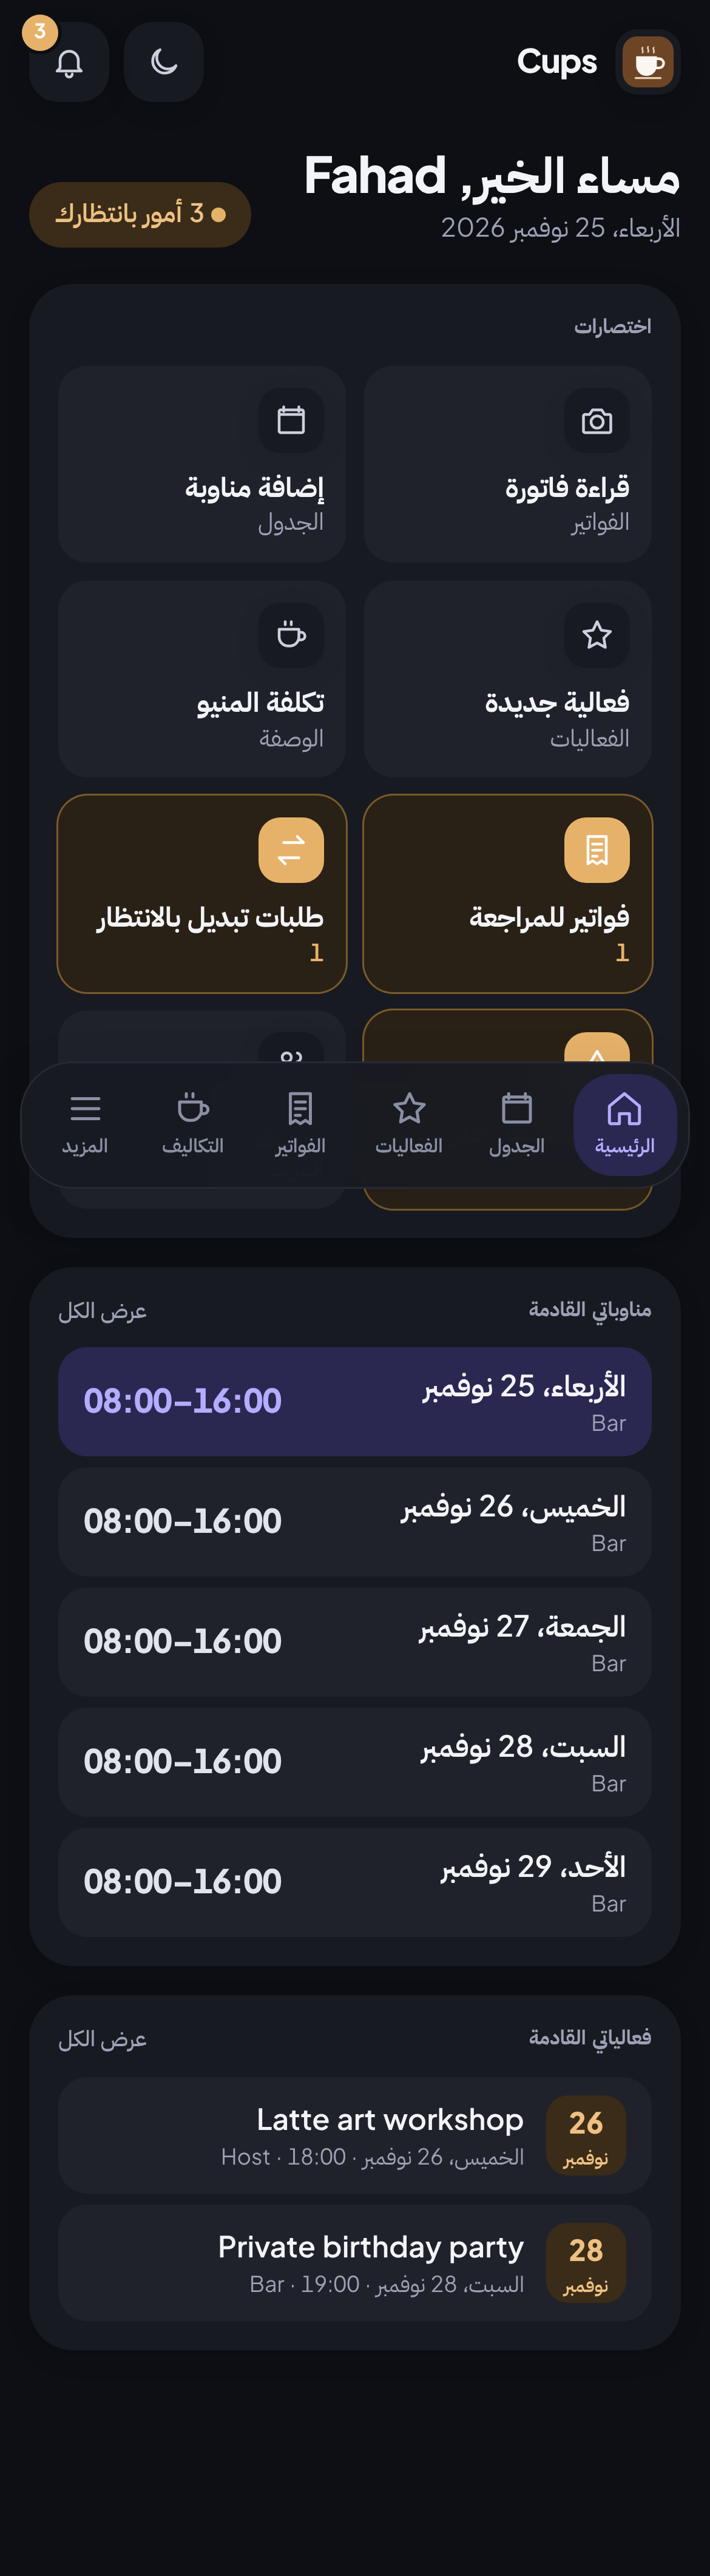 Cups
3
مساء الخير, Fahad
الأربعاء، 25 نوفمبر 2026
3 أمور بانتظارك
اختصارات
قراءة فاتورة
الفواتير
إضافة مناوبة
الجدول
فعالية جديدة
الفعاليات
تكلفة المنيو
الوصفة
فواتير للمراجعة
1
طلبات تبديل بالانتظار
1
الرئيسية
الجدول
الفعاليات
الفواتير
التكاليف
المزيد
مناوباتي القادمة
عرض الكل
الأربعاء، 25 نوفمبر
Bar
08:00–16:00
الخميس، 26 نوفمبر
Bar
08:00–16:00
الجمعة، 27 نوفمبر
Bar
08:00–16:00
السبت، 28 نوفمبر
Bar
08:00–16:00
الأحد، 29 نوفمبر
Bar
08:00–16:00
فعالياتي القادمة
عرض الكل
26
نوفمبر
Latte art workshop
الخميس، 26 نوفمبر · 18:00 · Host
28
نوفمبر
Private birthday party
السبت، 28 نوفمبر · 19:00 · Bar